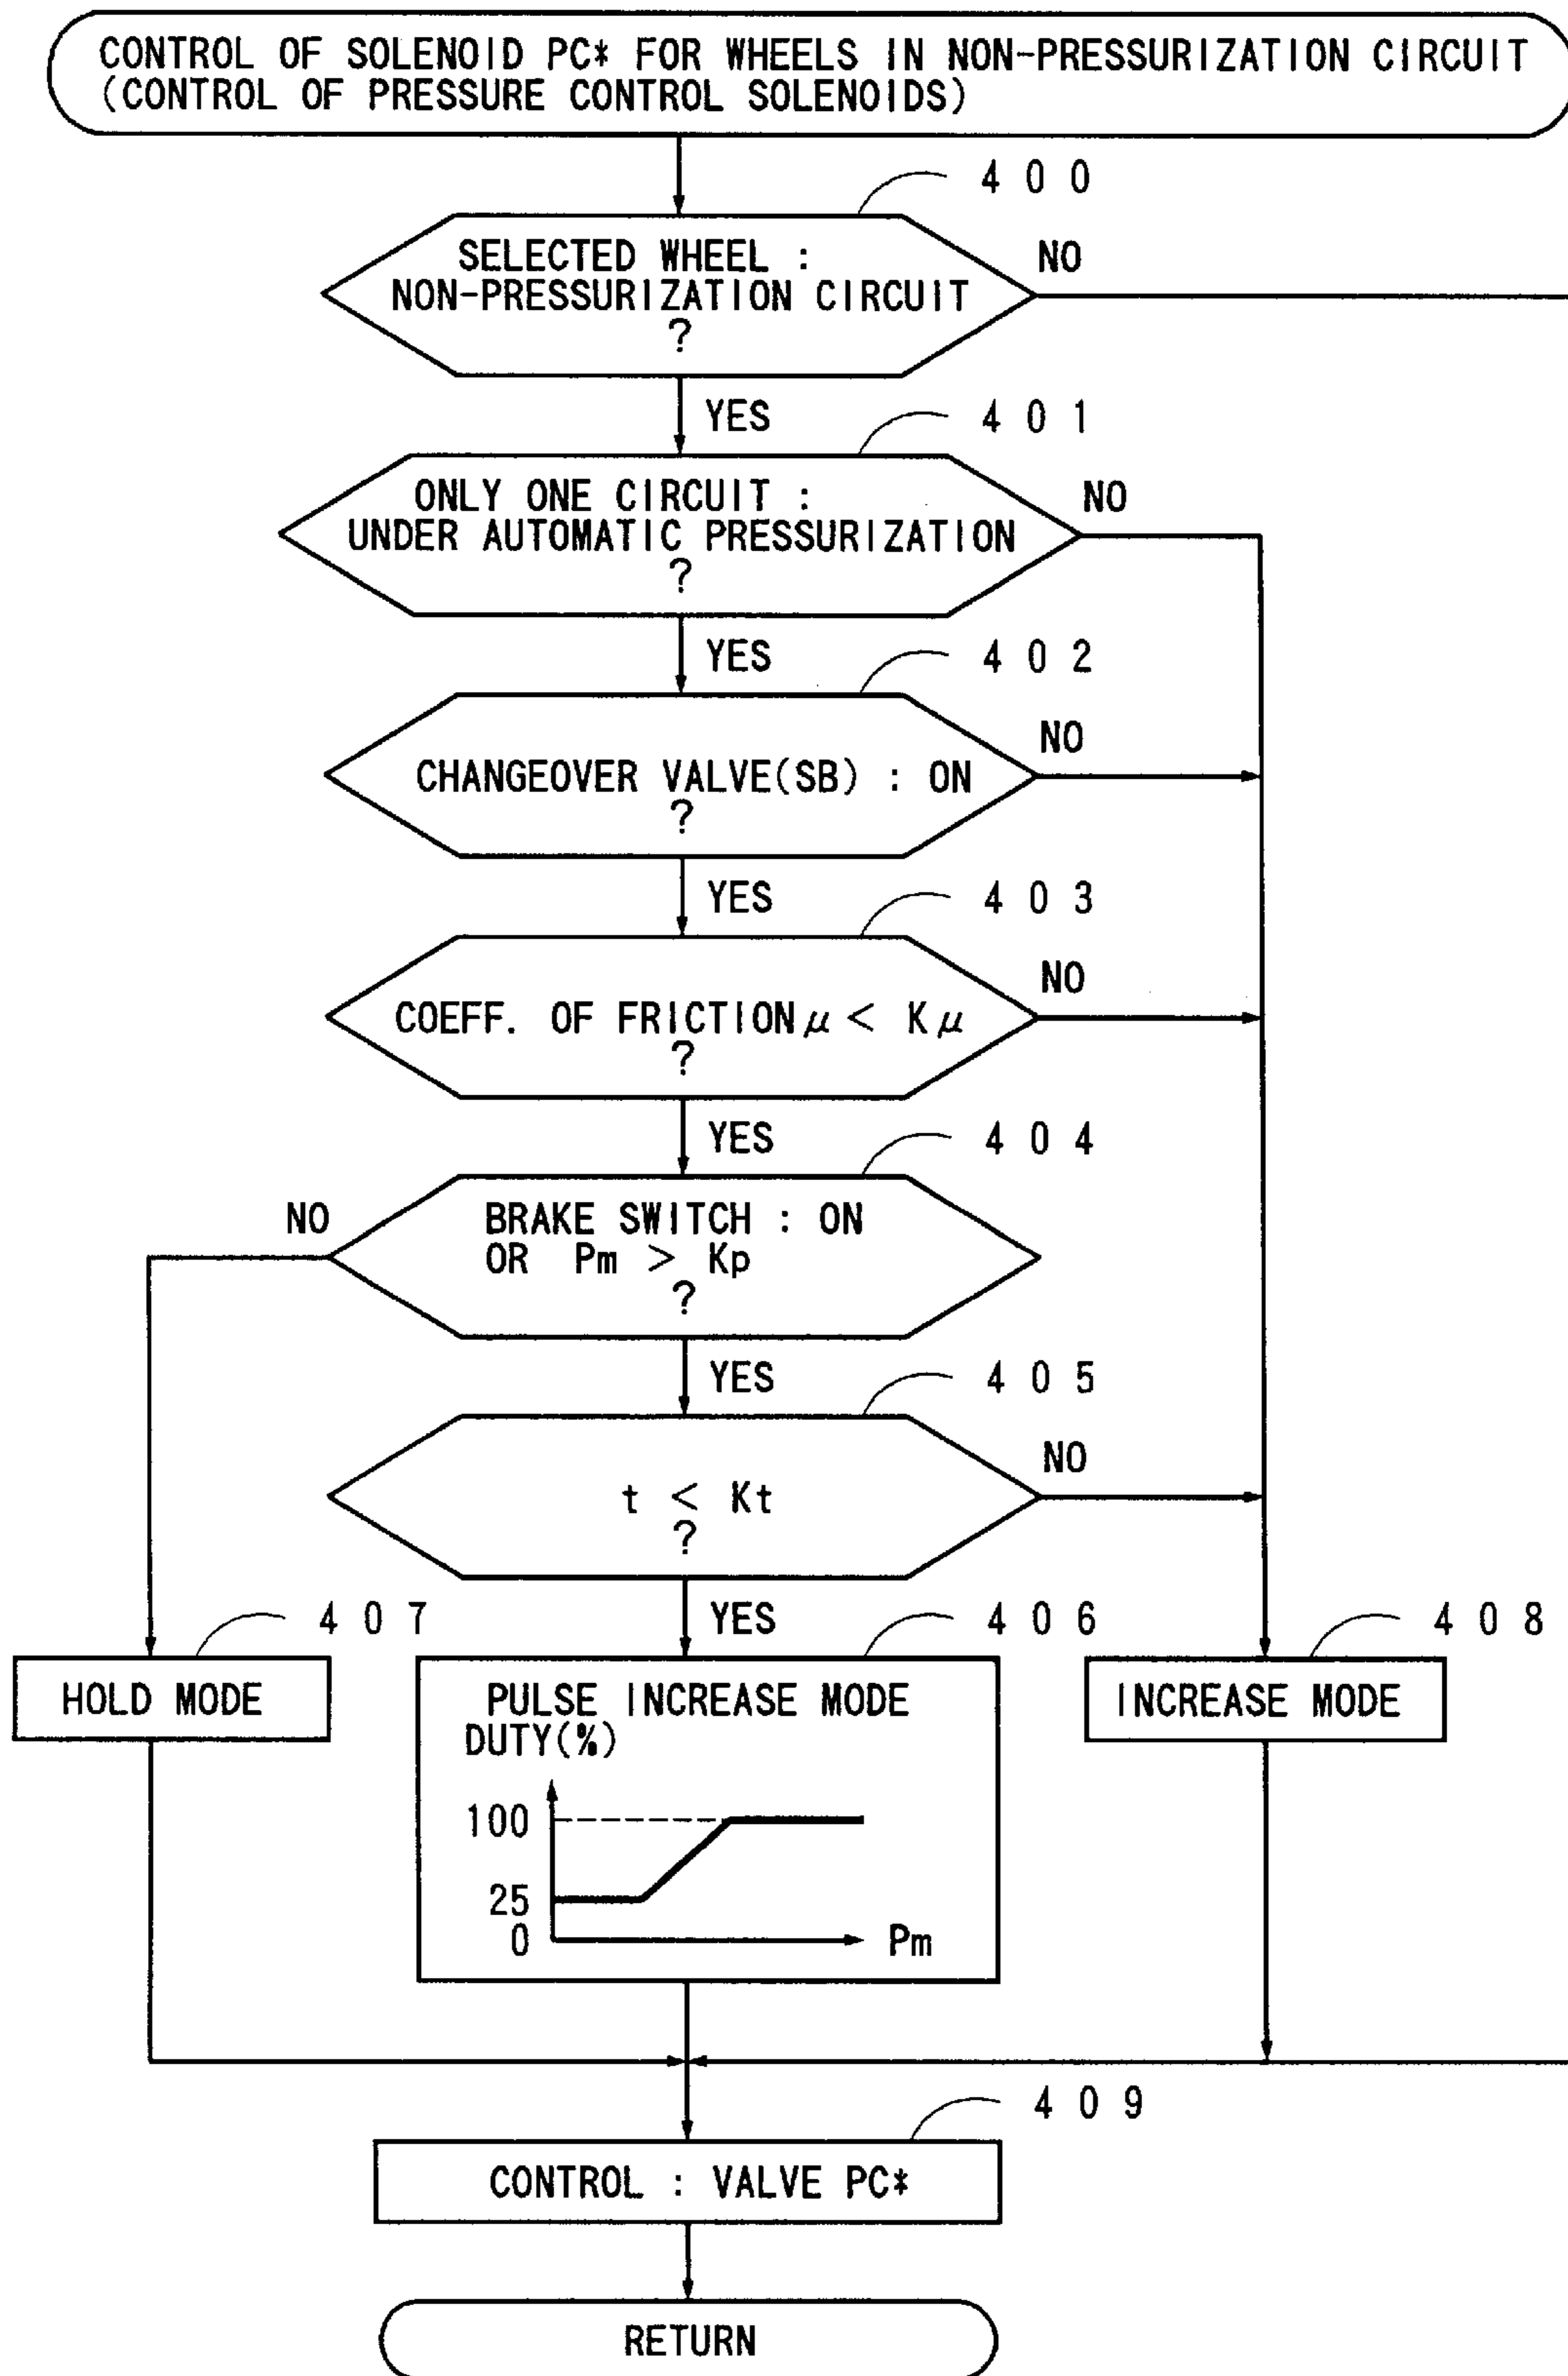 CONTROL OF SOLENOID PC* FOR WHEELS IN NON-PRESSURIZATION CIRCUIT
(CONTROL OF PRESSURE CONTROL SOLENOIDS)
400
SELECTED WHEEL :
NON-PRESSURIZATION CIRCUIT
?
NO
YES
401
ONLY ONE CIRCUIT :
UNDER AUTOMATIC PRESSURIZATION
?
NO
YES
402
CHANGEOVER VALVE(SB) : ON
?
NO
YES
403
COEFF. OF FRICTION μ < Kμ
?
NO
YES
404
BRAKE SWITCH : ON
OR Pm > Kp
?
NO
YES
405
t < Kt
?
NO
YES
407
HOLD MODE
406
PULSE INCREASE MODE
DUTY(%)
100
25
0
Pm
408
INCREASE MODE
409
CONTROL : VALVE PC*
RETURN